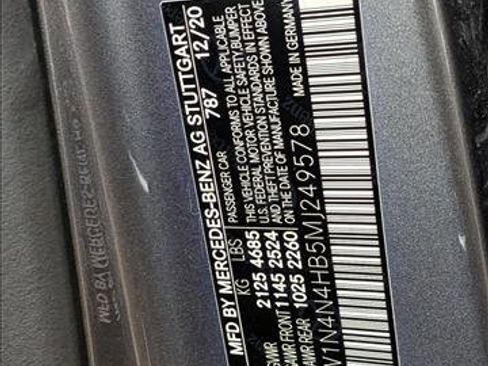 MFD BY MERCEDES-BENZ AG STUTTGART
787 12/20
KG LBS
GVWR 2125 4685
GAWR FRONT 1145 2524
GAWR REAR 1025 2260
PASSENGER CAR
THIS VEHICLE CONFORMS TO ALL APPLICABLE
U.S. FEDERAL MOTOR VEHICLE SAFETY, BUMPER
AND THEFT PREVENTION STANDARDS IN EFFECT
ON THE DATE OF MANUFACTURE SHOWN ABOVE
MADE IN GERMANY
W1N4N4HB5MJ249578